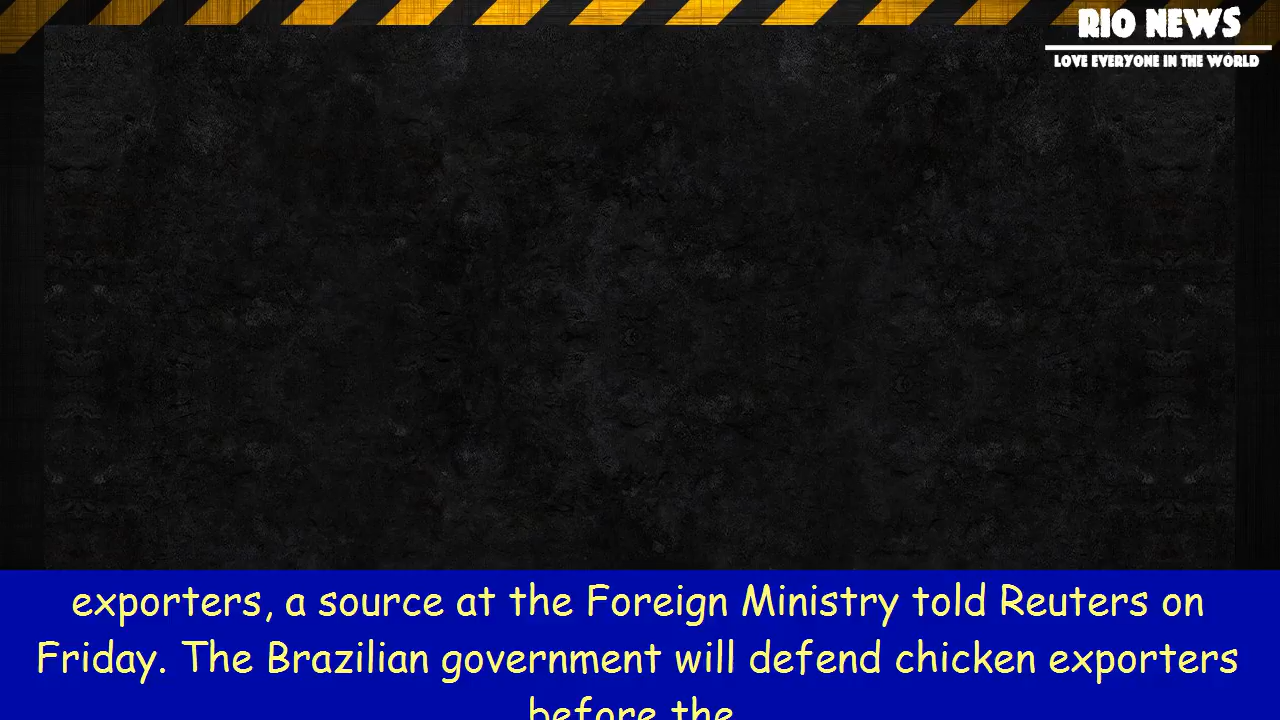 RIO NEWS
LOVE EVERYONE IN THE WORLD
exporters, a source at the Foreign Ministry told Reuters on
Friday. The Brazilian government will defend chicken exporters
before the